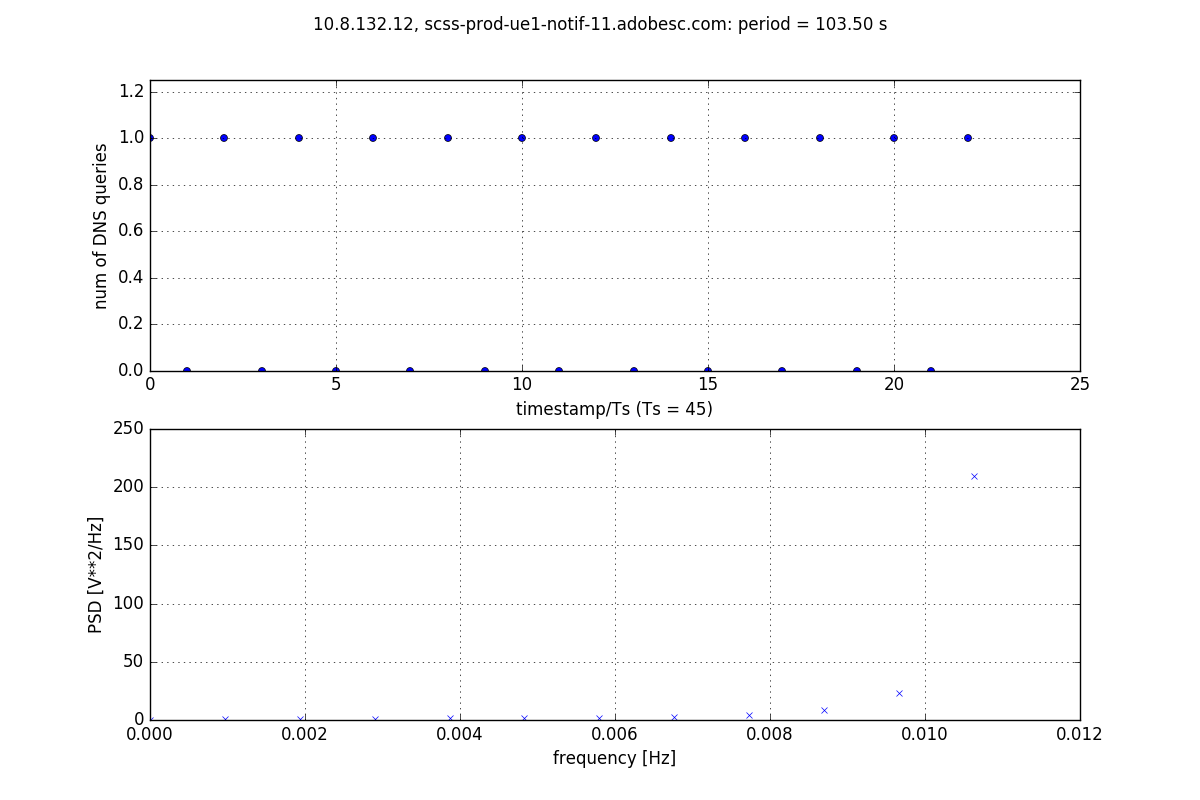 10.8.132.12, scss-prod-ue1-notif-11.adobesc.com: period = 103.50 s
1.2
1.0
0.8
0.6
0.4
0.2
0.0
num of DNS queries
0 5 10 15 20 25
timestamp/Ts (Ts = 45)
250
200
150
100
50
0
PSD [V**2/Hz]
0.000 0.002 0.004 0.006 0.008 0.010 0.012
frequency [Hz]